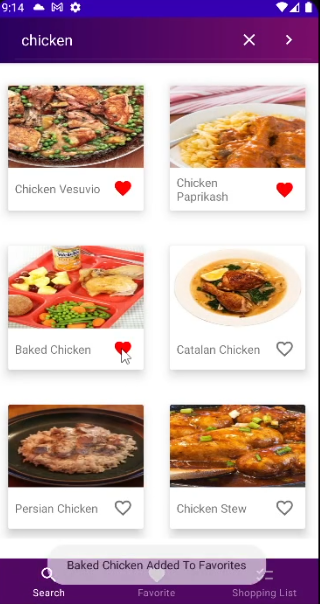 9:14
chicken
Chicken Vesuvio
Chicken
Paprikash
Baked Chicken
Catalan Chicken
Persian Chicken
Chicken Stew
Baked Chicken Added To Favorites
Search
Favorite
Shopping List